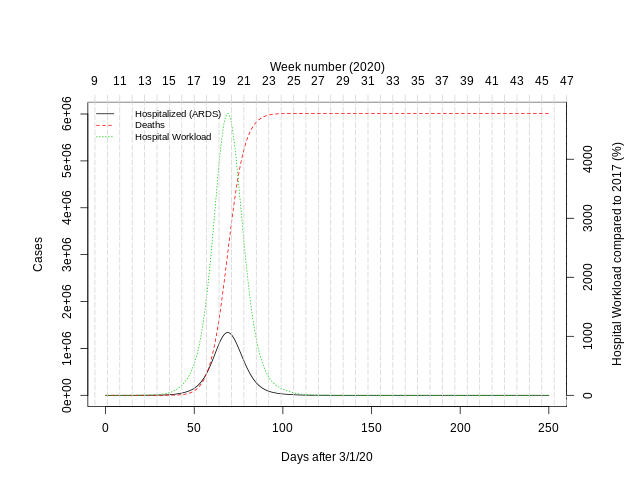 Week number (2020)
9 11 13 15 17 19 21 23 25 27 29 31 33 35 37 39 41 43 45 47
Hospitalized (ARDS)
Deaths
Hospital Workload
Cases
0e+00 1e+06 2e+06 3e+06 4e+06 5e+06 6e+06
0 1000 2000 3000 4000
Hospital Workload compared to 2017 (%)
0 50 100 150 200 250
Days after 3/1/20